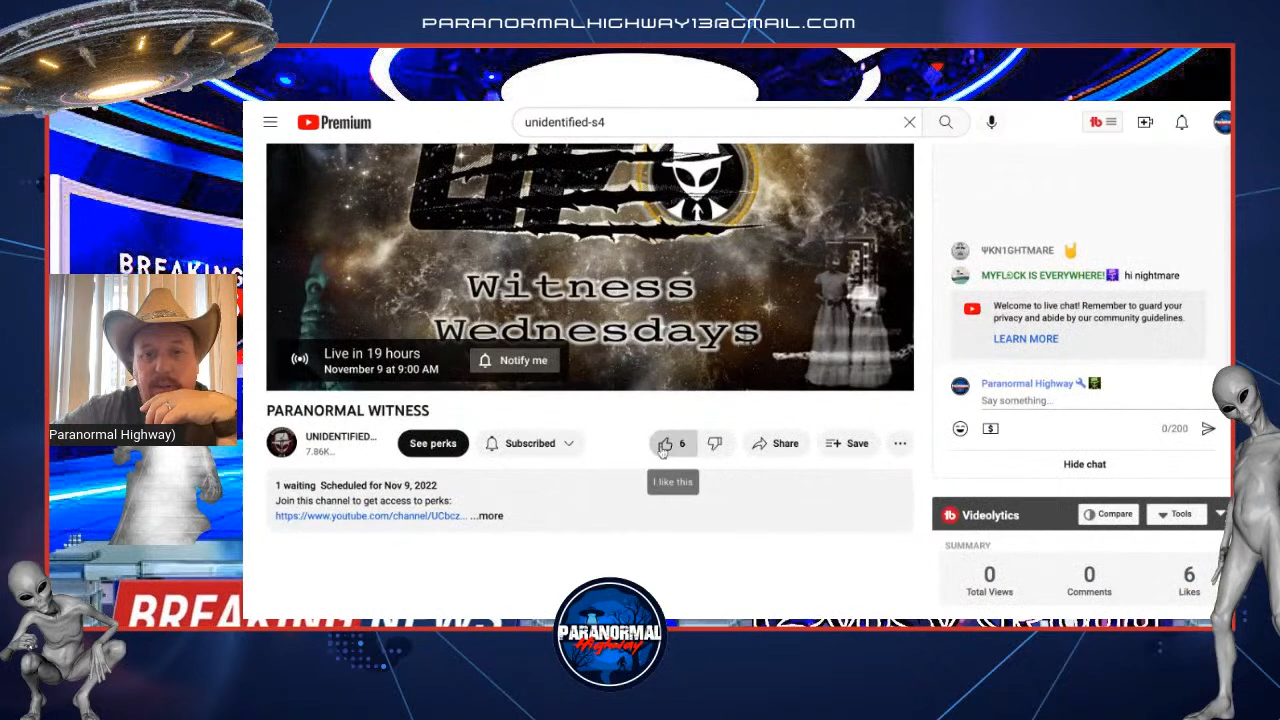 PARANORMALHIGHWAY13@GMAIL.COM
Premium
unidentified-s4
BREAKING
Witness
Wednesdays
Live in 19 hours
November 9 at 9:00 AM
Notify me
PARANORMAL WITNESS
UNIDENTIFIED...
7.86K...
See perks
Subscribed
6
Share
Save
I like this
1 waiting Scheduled for Nov 9, 2022
Join this channel to get access to perks:
https://www.youtube.com/channel/UCbcz... ...more
ΨKN1GHTMARE
MYFLOCK IS EVERYWHERE! hi nightmare
Welcome to live chat! Remember to guard your
privacy and abide by our community guidelines.
LEARN MORE
Paranormal Highway
Say something...
0/200
Hide chat
tb Videolytics
Compare
Tools
SUMMARY
0
Total Views
0
Comments
6
Likes
Paranormal Highway)
PARANORMAL
Highway